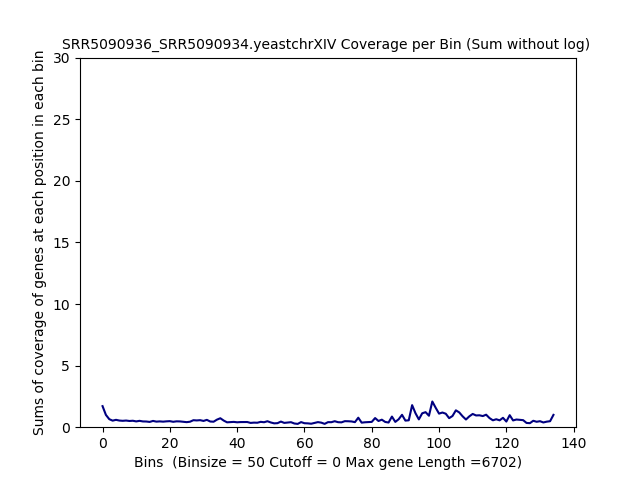 SRR5090936_SRR5090934.yeastchrXIV Coverage per Bin (Sum without log)
Sums of coverage of genes at each position in each bin
30
25
20
15
10
5
0
0 20 40 60 80 100 120 140
Bins  (Binsize = 50 Cutoff = 0 Max gene Length =6702)